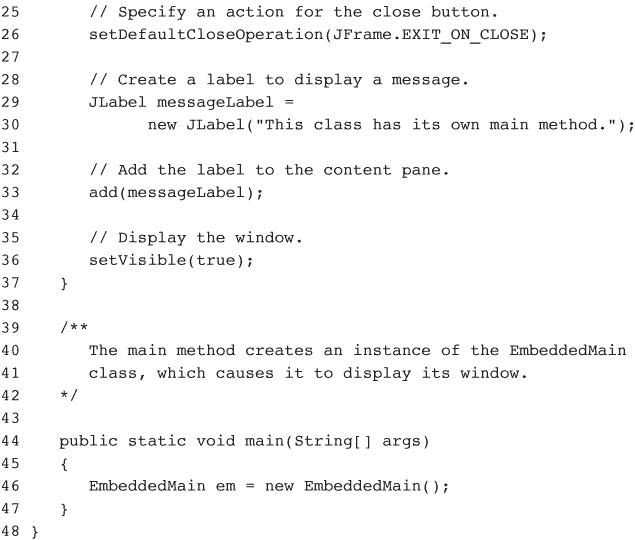 25       // Specify an action for the close button.
26       setDefaultCloseOperation(JFrame.EXIT_ON_CLOSE);
27
28       // Create a label to display a message.
29       JLabel messageLabel =
30             new JLabel("This class has its own main method.");
31
32       // Add the label to the content pane.
33       add(messageLabel);
34
35       // Display the window.
36       setVisible(true);
37    }
38
39    /**
40       The main method creates an instance of the EmbeddedMain
41       class, which causes it to display its window.
42    */
43
44    public static void main(String[] args)
45    {
46       EmbeddedMain em = new EmbeddedMain();
47    }
48 }